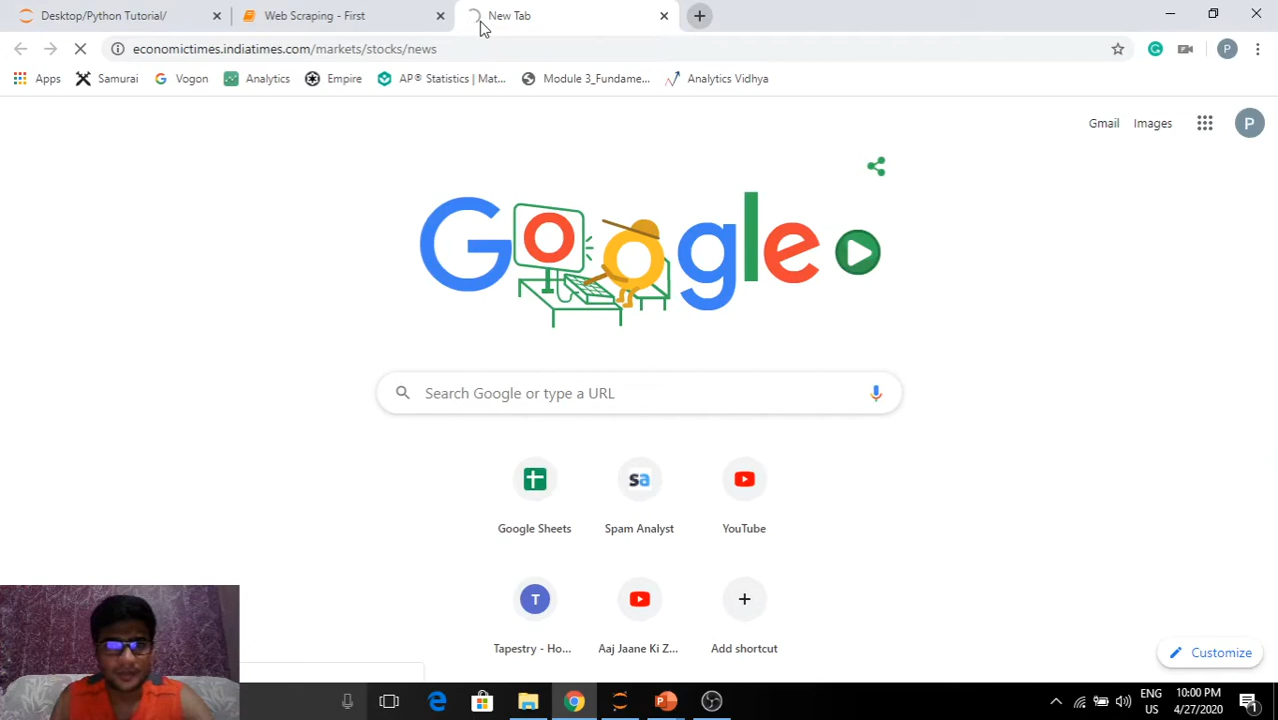 Desktop/Python Tutorial/ Web Scraping - First New Tab
economictimes.indiatimes.com/markets/stocks/news P
Apps Samurai Vogon Analytics Empire AP® Statistics | Mat... Module 3_Fundame... Analytics Vidhya
Gmail Images P
Google
Search Google or type a URL
sa
Google Sheets Spam Analyst YouTube
T
Tapestry - Ho... Aaj Jaane Ki Z... Add shortcut
Customize
ENG 10:00 PM
US 4/27/2020 1